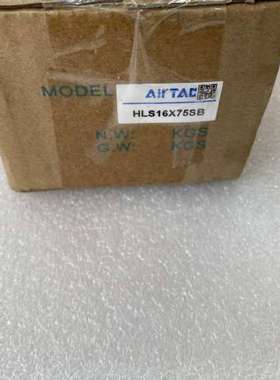 MODEL AirTAC
HLS16X75SB
N.W: KGS
G.W: KGS